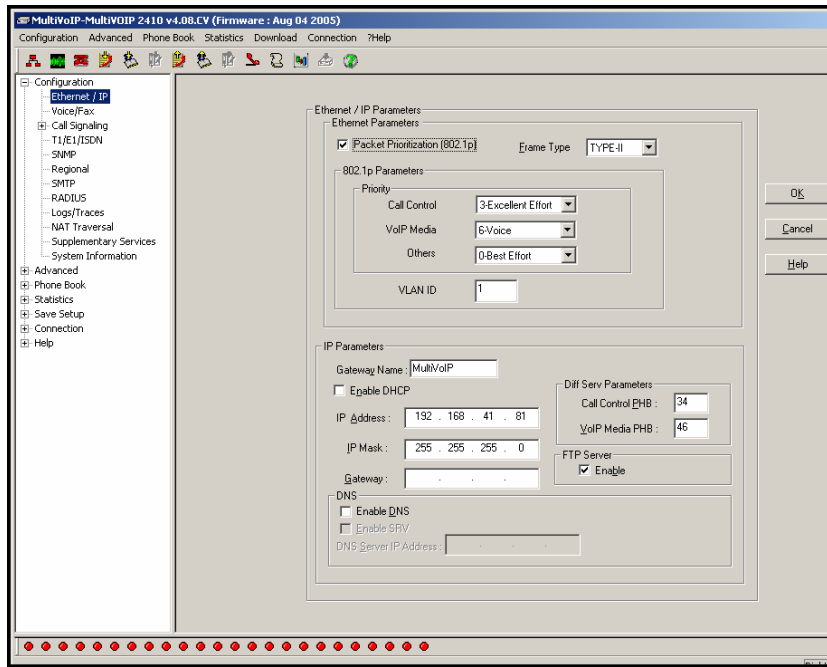 MultiVoIP-MultiVOIP 2410 v4.08.CV (Firmware : Aug 04 2005)
Configuration Advanced Phone Book Statistics Download Connection ?Help
Configuration
Ethernet / IP
Voice/Fax
Call Signaling
T1/E1/ISDN
SNMP
Regional
SMTP
RADIUS
Logs/Traces
NAT Traversal
Supplementary Services
System Information
Advanced
Phone Book
Statistics
Save Setup
Connection
Help
Ethernet / IP Parameters
Ethernet Parameters
Packet Prioritization (802.1p)
Frame Type TYPE-II
802.1p Parameters
Priority
Call Control 3-Excellent Effort
VoIP Media 6-Voice
Others 0-Best Effort
VLAN ID 1
OK
Cancel
Help
IP Parameters
Gateway Name : MultiVoIP
Enable DHCP
IP Address : 192 . 168 . 41 . 81
IP Mask : 255 . 255 . 255 . 0
Gateway : . . .
Diff Serv Parameters
Call Control PHB : 34
VoIP Media PHB : 46
FTP Server
Enable
DNS
Enable DNS
Enable SRV
DNS Server IP Address : . . .